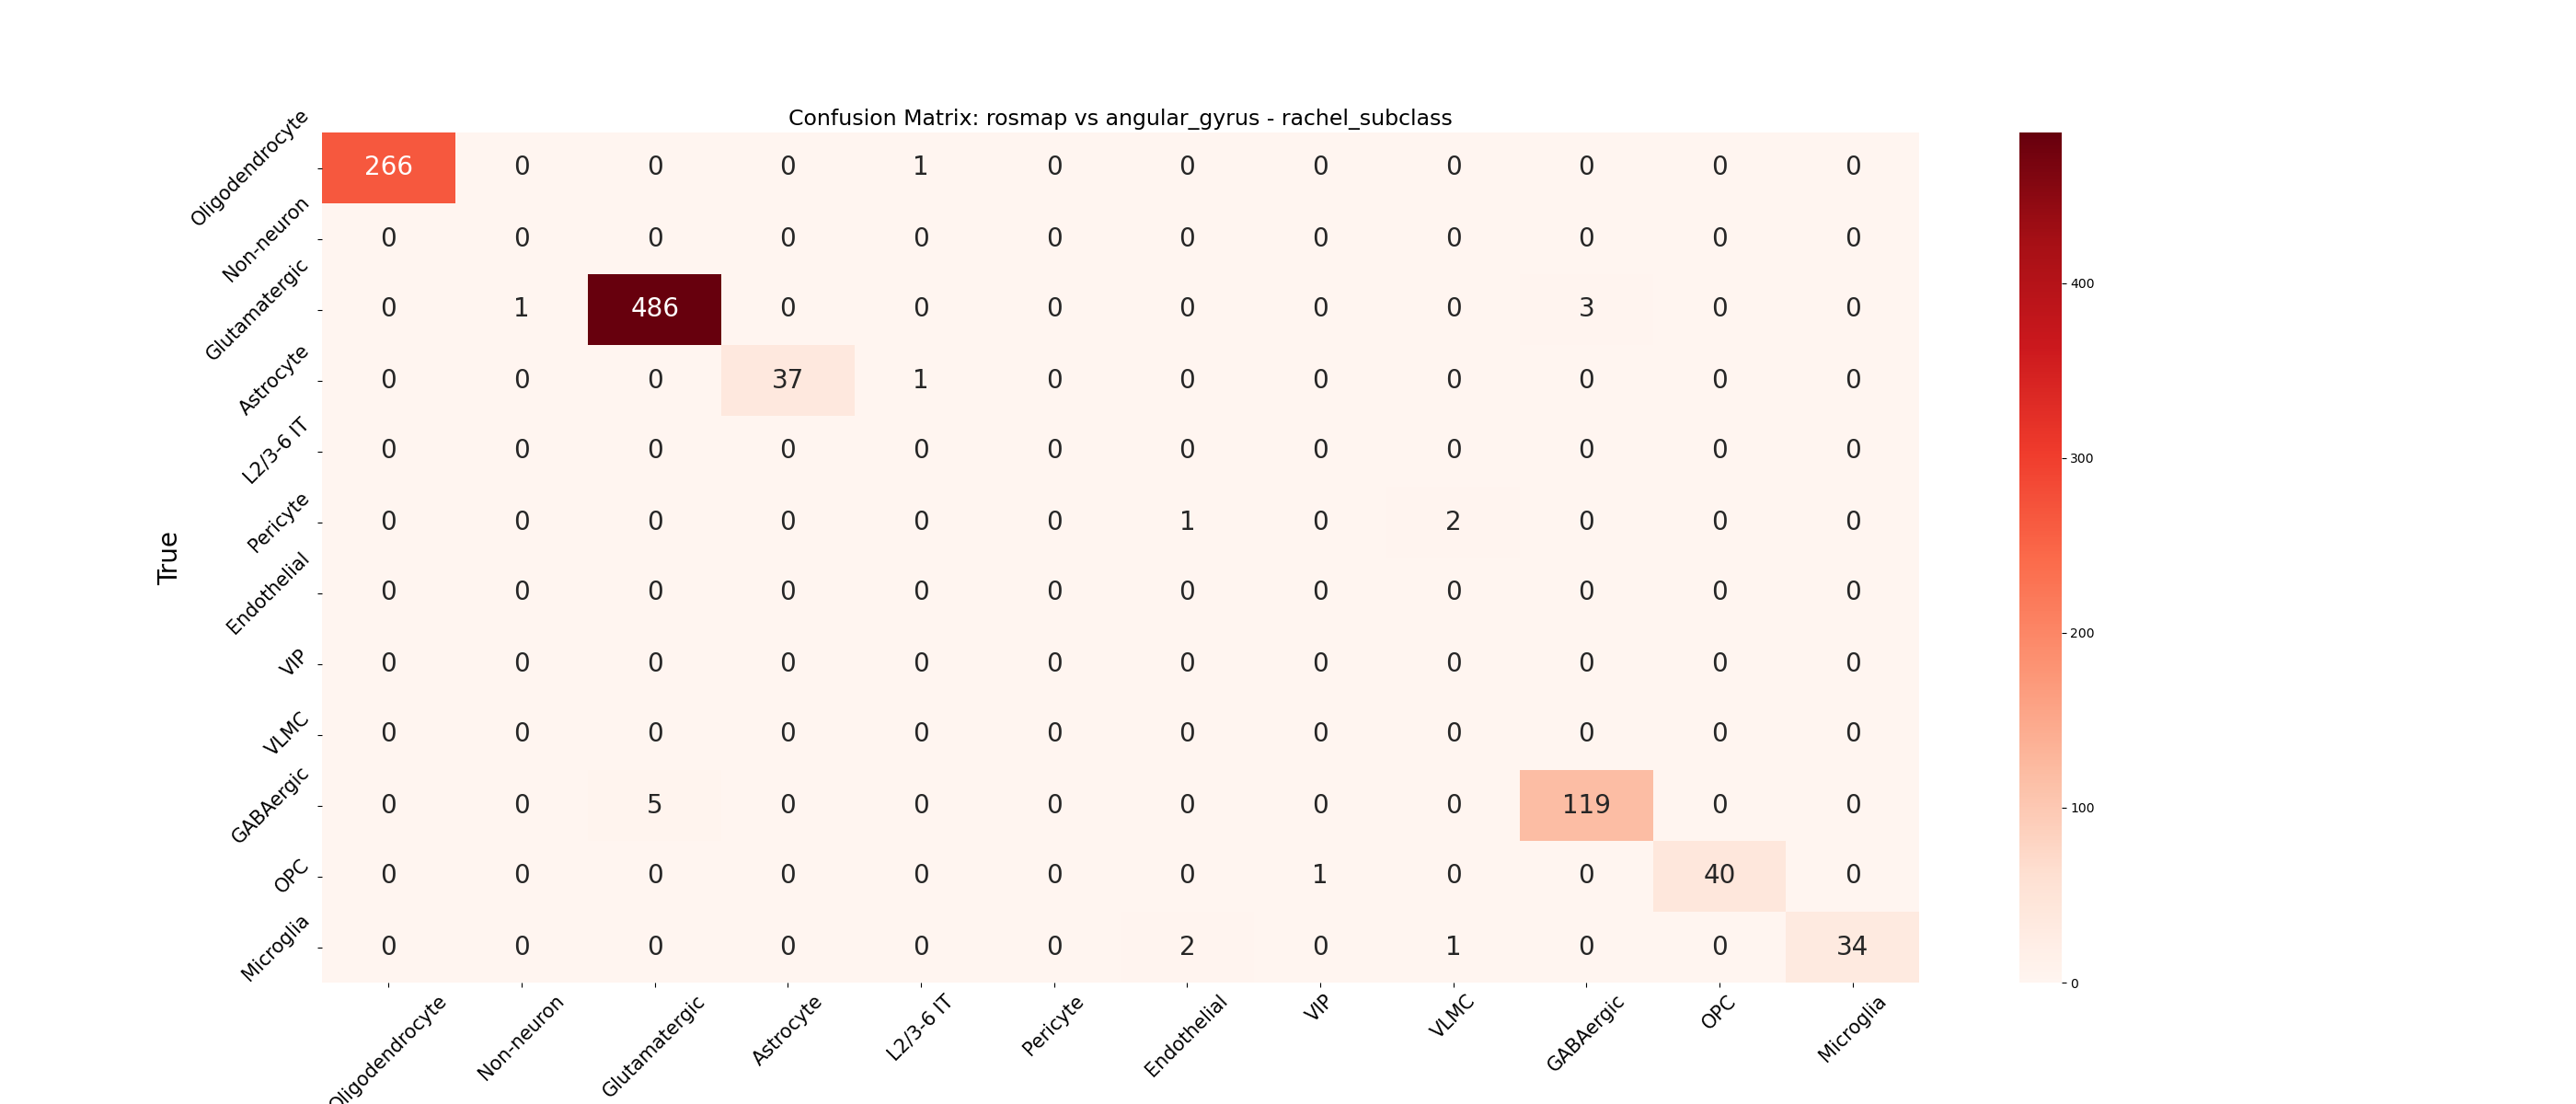 Confusion Matrix: rosmap vs angular_gyrus - rachel_subclass
True
Oligodendrocyte 266 0 0 0 1 0 0 0 0 0 0 0
Non-neuron 0 0 0 0 0 0 0 0 0 0 0 0
Glutamatergic 0 1 486 0 0 0 0 0 0 3 0 0
Astrocyte 0 0 0 37 1 0 0 0 0 0 0 0
L2/3-6 IT 0 0 0 0 0 0 0 0 0 0 0 0
Pericyte 0 0 0 0 0 0 1 0 2 0 0 0
Endothelial 0 0 0 0 0 0 0 0 0 0 0 0
VIP 0 0 0 0 0 0 0 0 0 0 0 0
VLMC 0 0 0 0 0 0 0 0 0 0 0 0
GABAergic 0 0 5 0 0 0 0 0 0 119 0 0
OPC 0 0 0 0 0 0 0 1 0 0 40 0
Microglia 0 0 0 0 0 0 2 0 1 0 0 34
Oligodendrocyte Non-neuron Glutamatergic Astrocyte L2/3-6 IT Pericyte Endothelial VIP VLMC GABAergic OPC Microglia
400
300
200
100
0